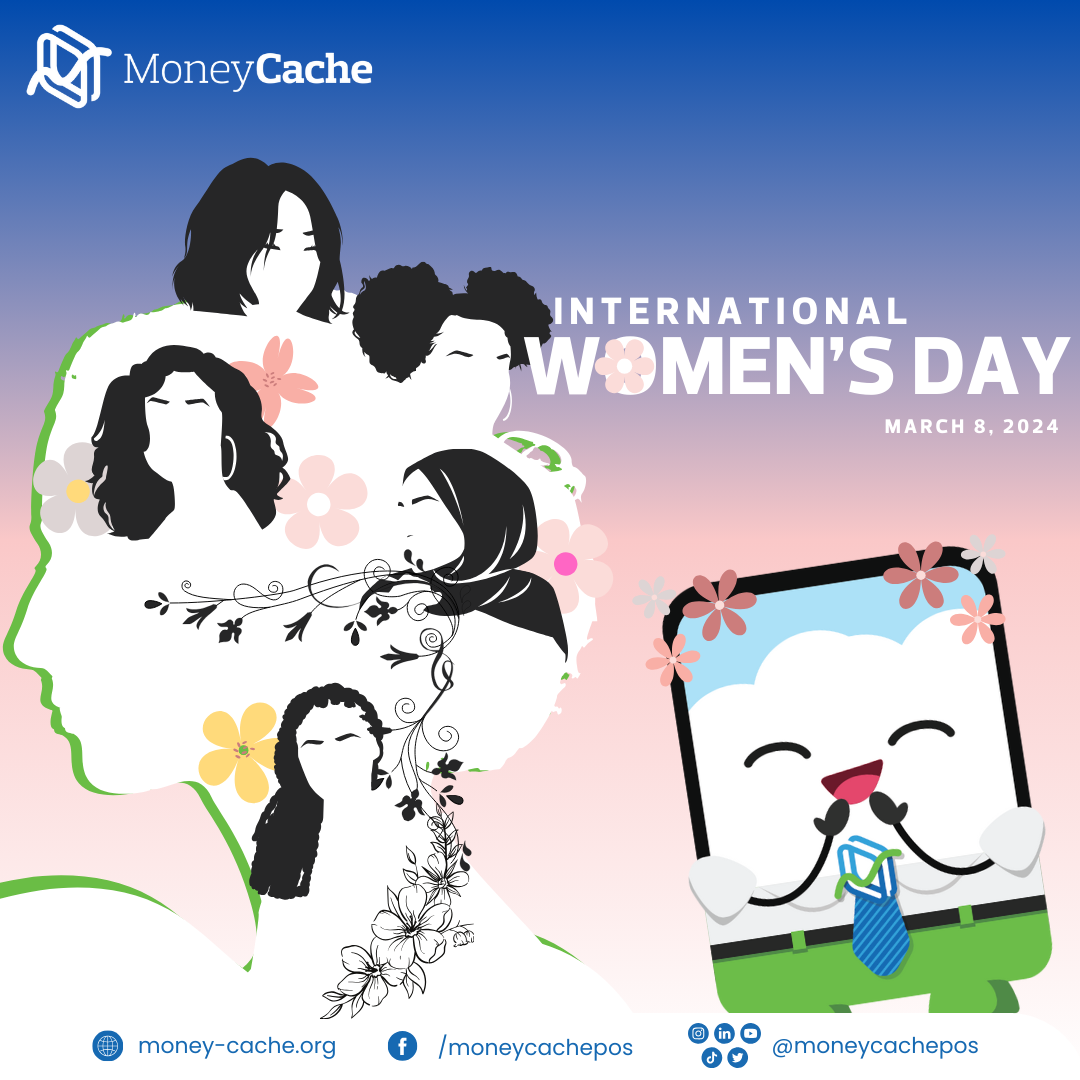 MoneyCache
INTERNATIONAL
WOMEN'S DAY
MARCH 8, 2024
money-cache.org
/moneycachepos
@moneycachepos